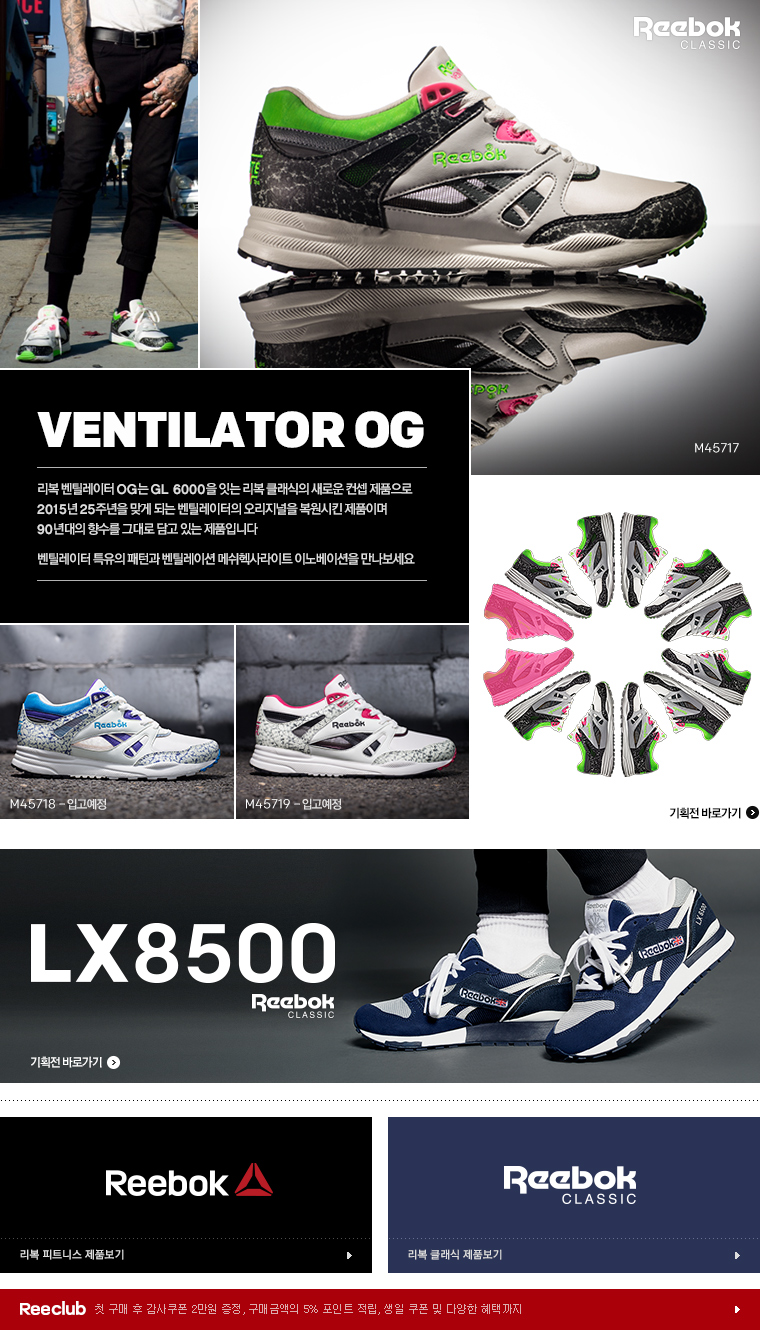 CE
Reebok
CLASSIC
Reebok
M45717
VENTILATOR OG
리복 벤틸레이터 OG는 GL 6000을 잇는 리복 클래식의 새로운 컨셉 제품으로
2015년 25주년을 맞게 되는 벤틸레이터의 오리지널을 복원시킨 제품이며
90년대의 향수를 그대로 담고 있는 제품입니다
벤틸레이터 특유의 패턴과 벤틸레이션 메쉬헥사라이트 이노베이션을 만나보세요
Reebok
M45718 - 입고예정
Reebok
M45719 - 입고예정
기획전 바로가기
LX8500
Reebok
CLASSIC
Reebok
Reebok
LX 8500
기획전 바로가기
Reebok
리복 피트니스 제품보기
Reebok
CLASSIC
리복 클래식 제품보기
Reeclub 첫 구매 후 감사쿠폰 2만원 증정, 구매금액의 5% 포인트 적립, 생일 쿠폰 및 다양한 혜택까지